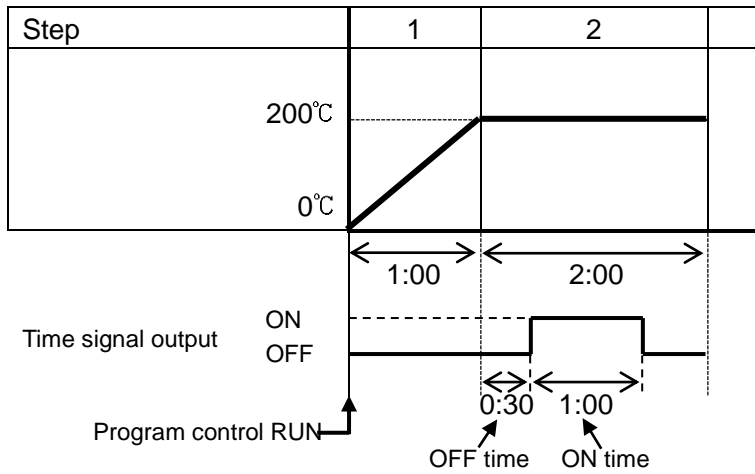 Step 1 2
200℃
0℃
1:00 2:00
Time signal output
ON
OFF
0:30 1:00
Program control RUN
OFF time ON time